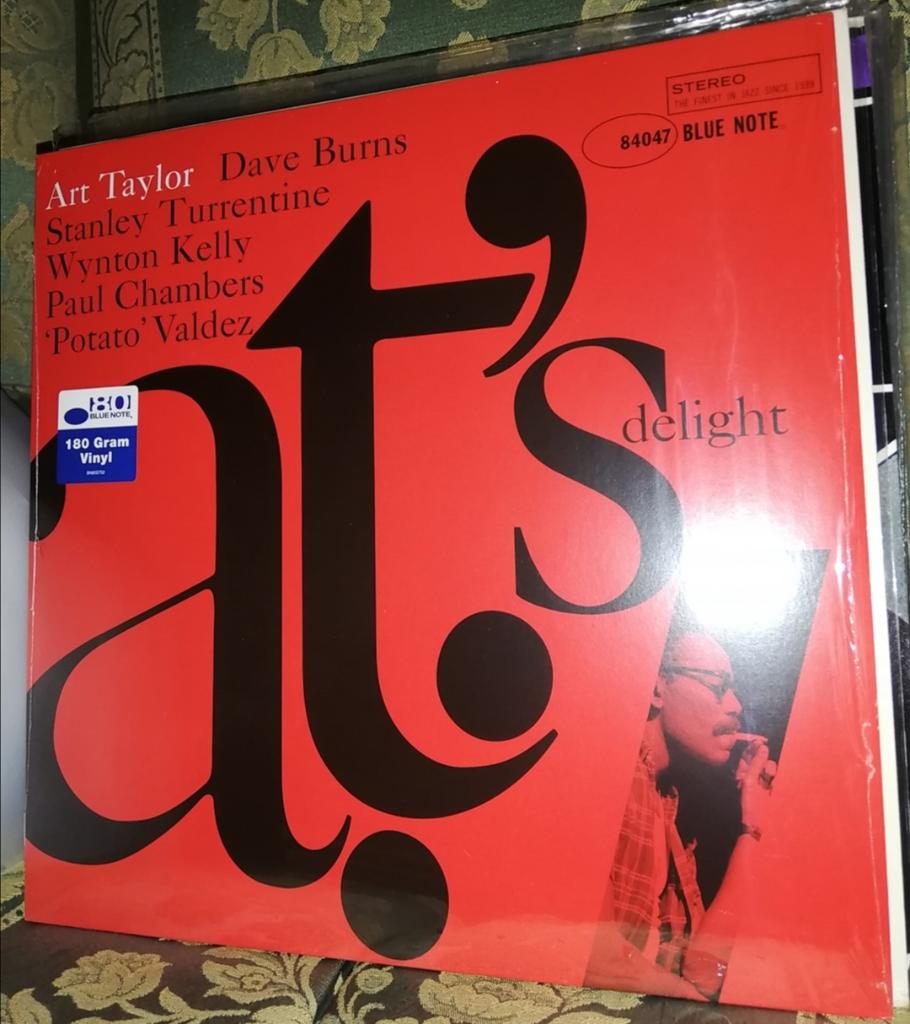 STEREO
THE FINEST IN JAZZ SINCE 1939
84047 BLUE NOTE
Art Taylor Dave Burns
Stanley Turrentine
Wynton Kelly
Paul Chambers
'Potato' Valdez
a.t.'s
delight
80
BLUE NOTE
180 Gram
Vinyl